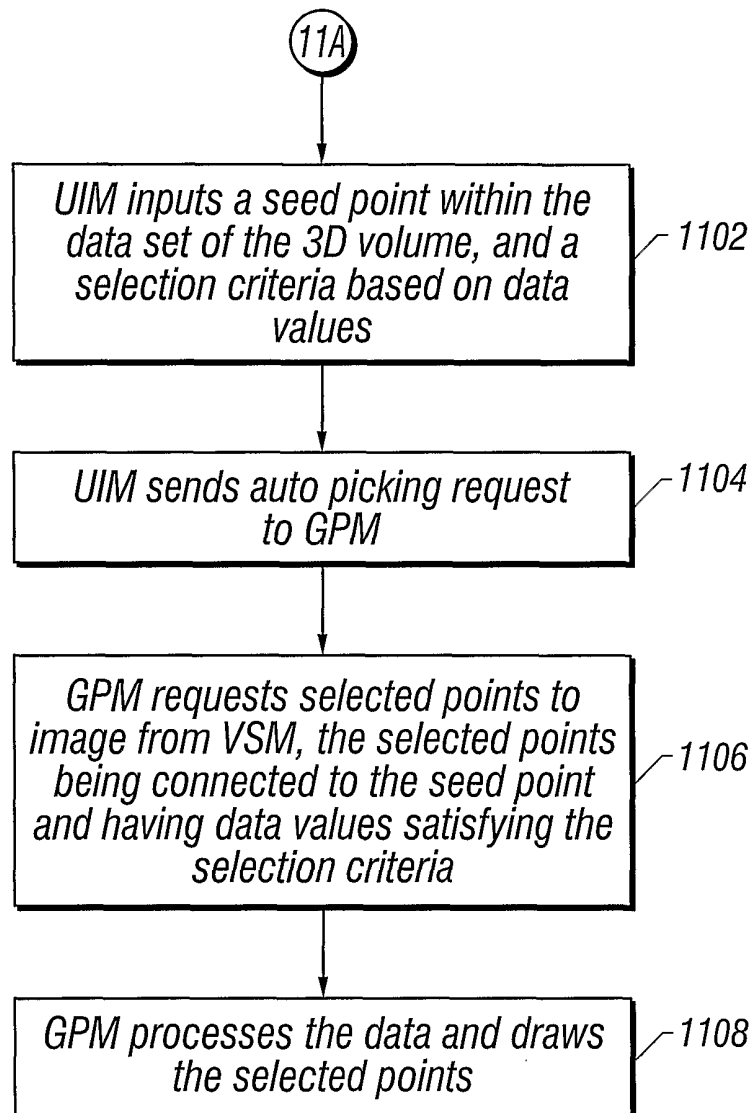 11A
UIM inputs a seed point within the
data set of the 3D volume, and a
selection criteria based on data
values
1102
UIM sends auto picking request
to GPM
1104
GPM requests selected points to
image from VSM, the selected points
being connected to the seed point
and having data values satisfying the
selection criteria
1106
GPM processes the data and draws
the selected points
1108